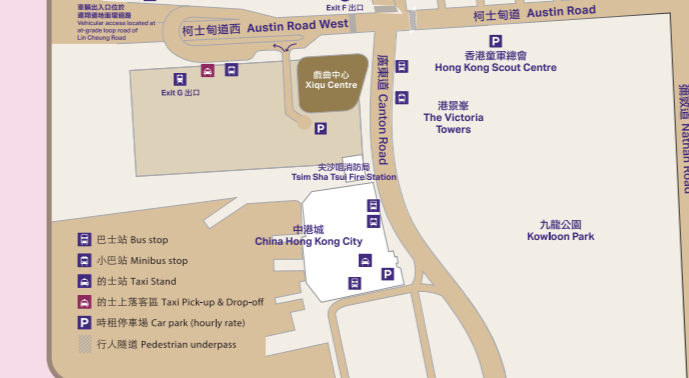 車輛出入口位於
連翔道地面環迴路
Vehicular access located at
at-grade loop road of
Lin Cheung Road
Exit F 出口
柯士甸道西 Austin Road West
柯士甸道 Austin Road
戲曲中心
Xiqu Centre
廣東道 Canton Road
P
香港童軍總會
Hong Kong Scout Centre
Exit G 出口
P
港景峯
The Victoria
Towers
彌敦道 Nathan Road
尖沙咀消防局
Tsim Sha Tsui Fire Station
中港城
China Hong Kong City
九龍公園
Kowloon Park
P
巴士站 Bus stop
小巴站 Minibus stop
的士站 Taxi Stand
的士上落客區 Taxi Pick-up & Drop-off
P 時租停車場 Car park (hourly rate)
行人隧道 Pedestrian underpass